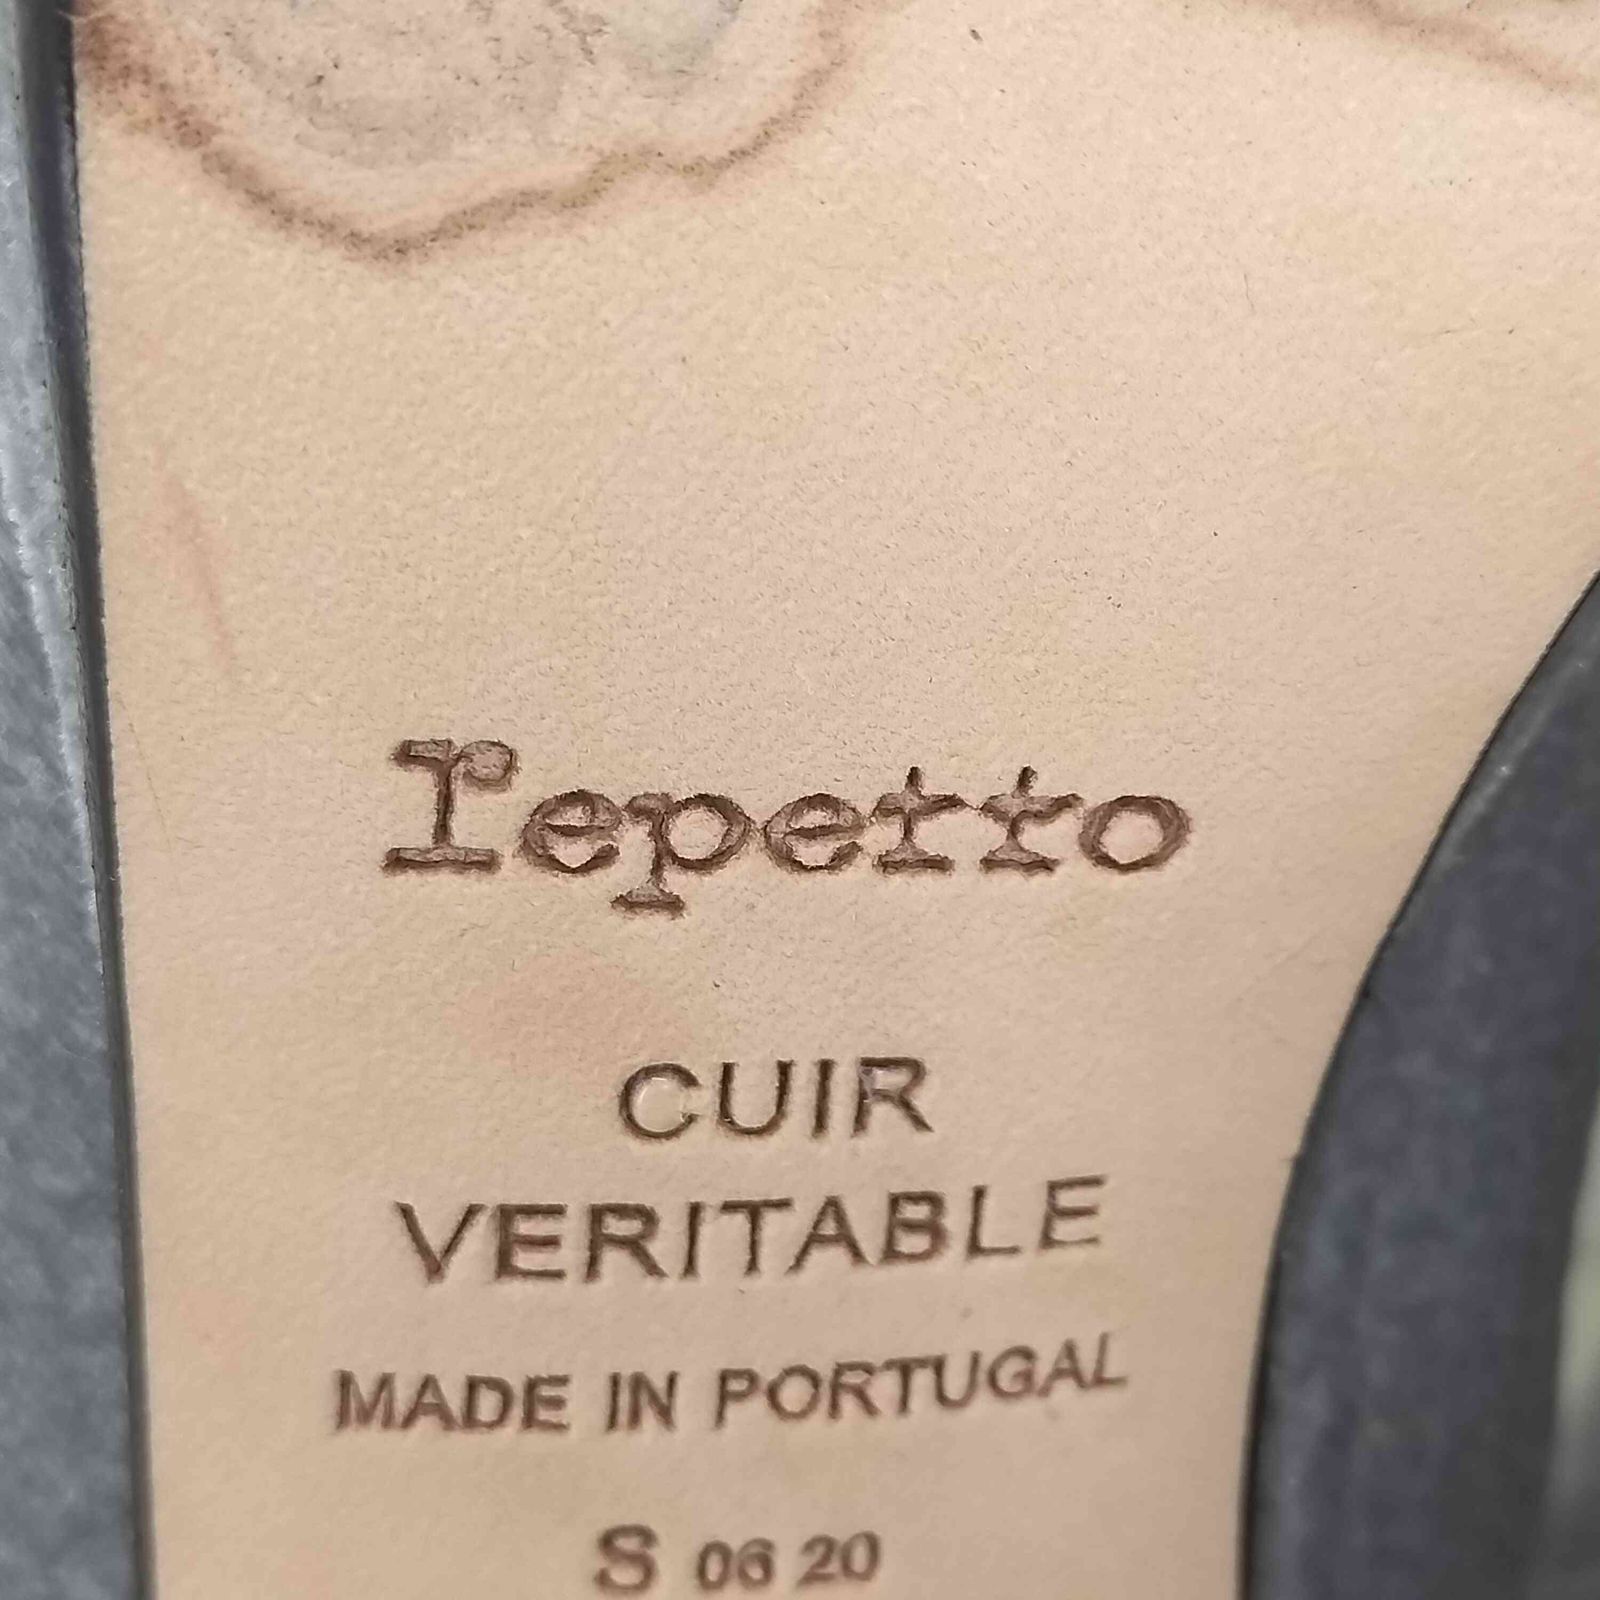 repetto
CUIR
VERITABLE
MADE IN PORTUGAL
S 06 20